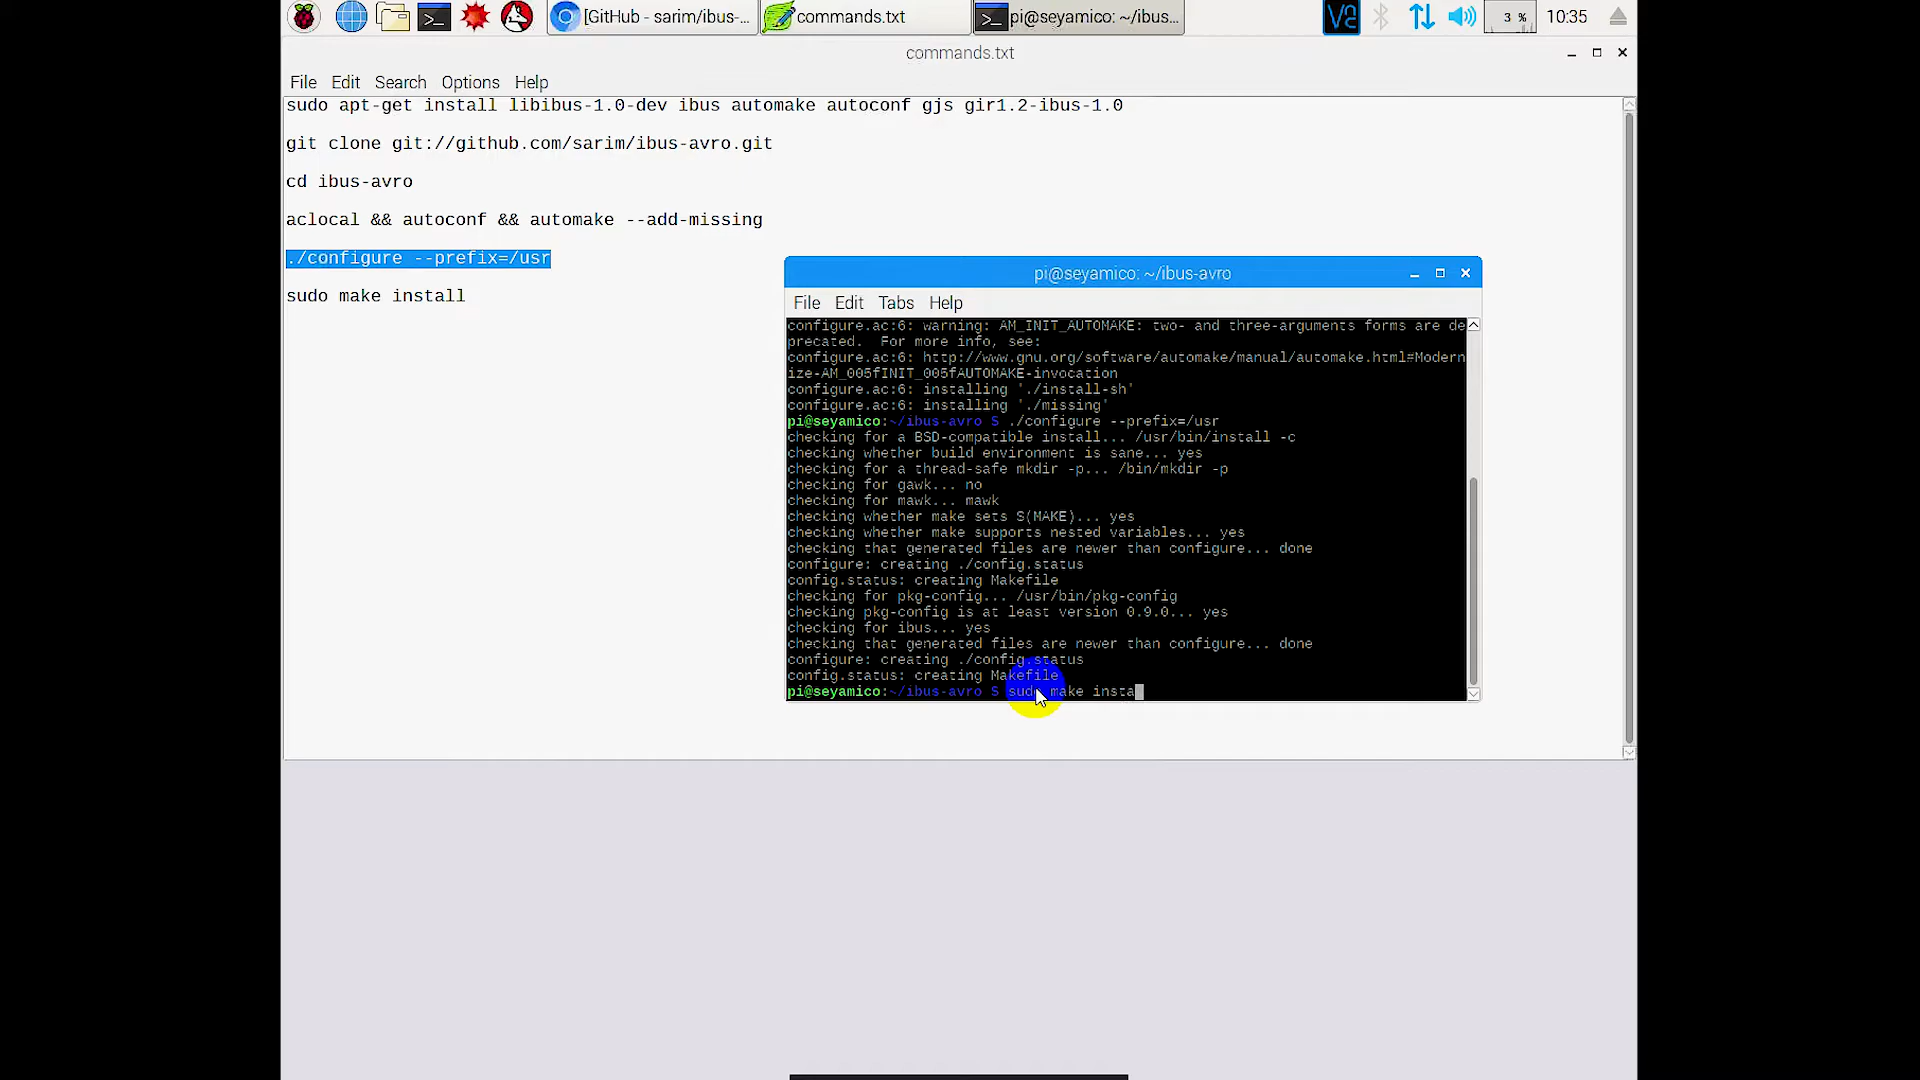 [GitHub - sarim/ibus-...
commands.txt
pi@seyamico: ~/ibus...
3 %
10:35
commands.txt
File Edit Search Options Help
sudo apt-get install libibus-1.0-dev ibus automake autoconf gjs gir1.2-ibus-1.0
git clone git://github.com/sarim/ibus-avro.git
cd ibus-avro
aclocal && autoconf && automake --add-missing
./configure --prefix=/usr
sudo make install
pi@seyamico: ~/ibus-avro
File Edit Tabs Help
configure.ac:6: warning: AM_INIT_AUTOMAKE: two- and three-arguments forms are de
precated.  For more info, see:
configure.ac:6: http://www.gnu.org/software/automake/manual/automake.html#Modern
ize-AM_005fINIT_005fAUTOMAKE-invocation
configure.ac:6: installing './install-sh'
configure.ac:6: installing './missing'
pi@seyamico:~/ibus-avro $ ./configure --prefix=/usr
checking for a BSD-compatible install... /usr/bin/install -c
checking whether build environment is sane... yes
checking for a thread-safe mkdir -p... /bin/mkdir -p
checking for gawk... no
checking for mawk... mawk
checking whether make sets $(MAKE)... yes
checking whether make supports nested variables... yes
checking that generated files are newer than configure... done
configure: creating ./config.status
config.status: creating Makefile
checking for pkg-config... /usr/bin/pkg-config
checking pkg-config is at least version 0.9.0... yes
checking for ibus... yes
checking that generated files are newer than configure... done
configure: creating ./config.status
config.status: creating Makefile
pi@seyamico:~/ibus-avro $ sudo make insta